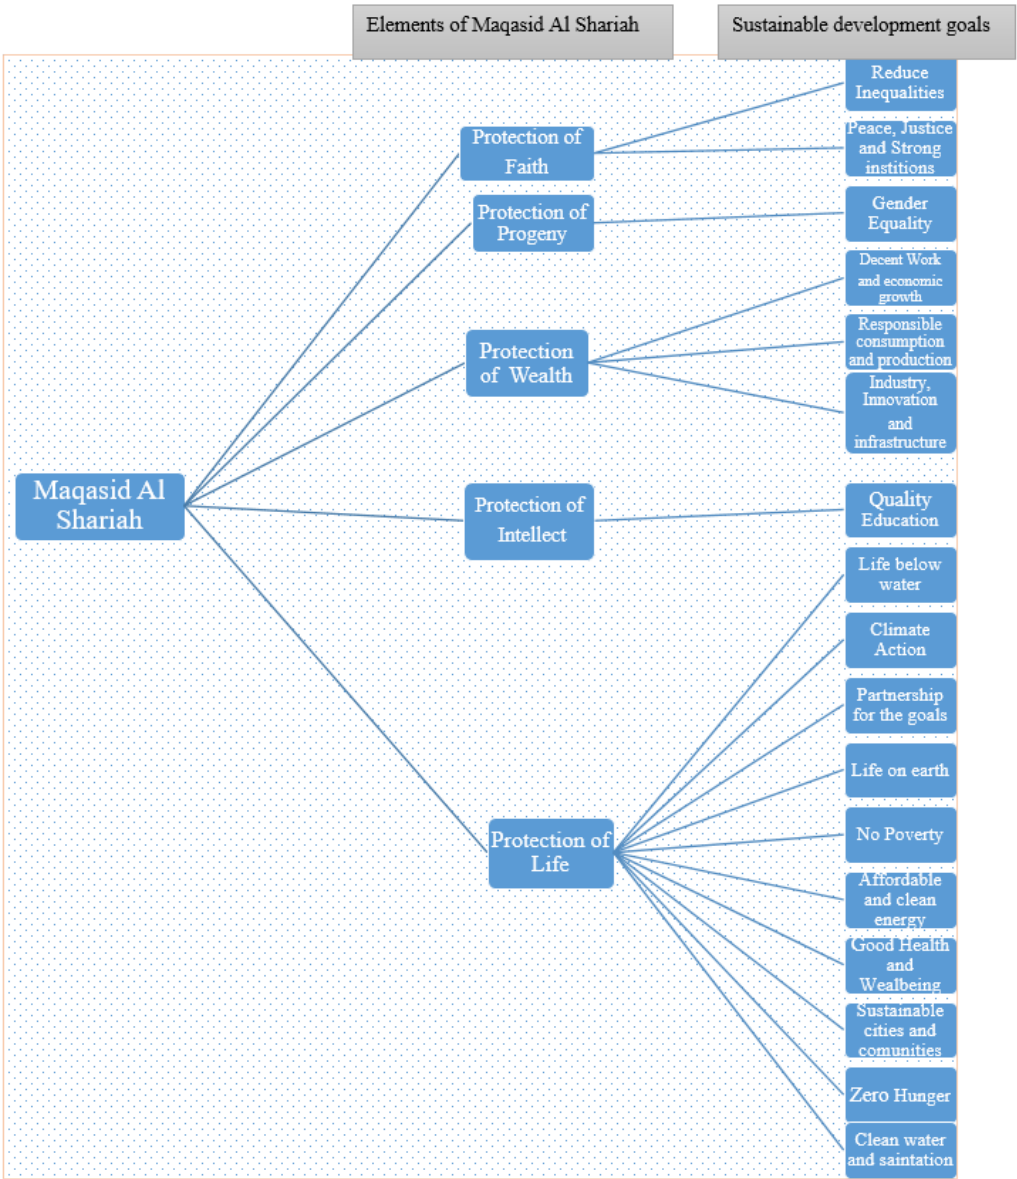 Elements of Maqasid Al Shariah
Sustainable development goals
Maqasid Al
Shariah
Protection of
Faith
Protection of
Progeny
Protection
of Wealth
Protection of
Intellect
Protection of
Life
Reduce
Inequalities
Peace, Justice
and Strong
institions
Gender
Equality
Decent Work
and economic
growth
Responsible
consumption
and production
Industry,
Innovation
and
infrastructure
Quality
Education
Life below
water
Climate
Action
Partnership
for the goals
Life on earth
No Poverty
Affordable
and clean
energy
Good Health
and
Wealbeing
Sustainable
cities and
comunities
Zero Hunger
Clean water
and saintation